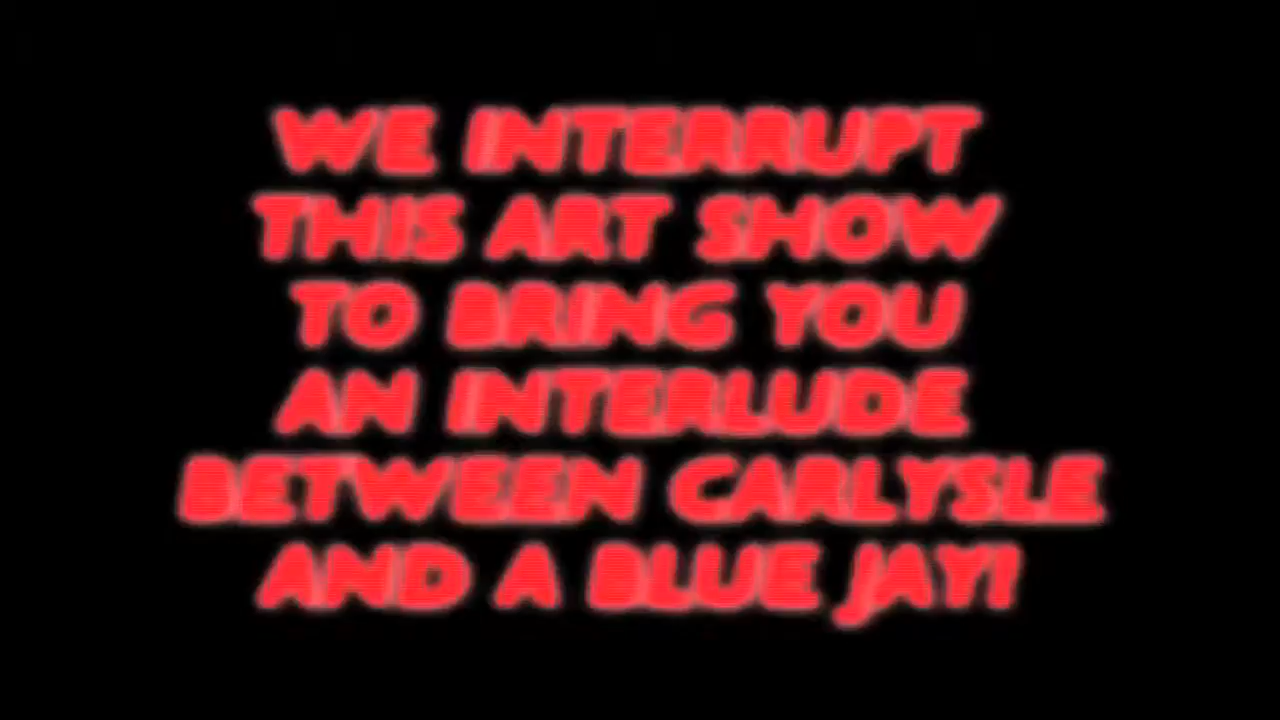 WE INTERRUPT
THIS ART SHOW
TO BRING YOU
AN INTERLUDE
BETWEEN CARLYSLE
AND A BLUE JAY!